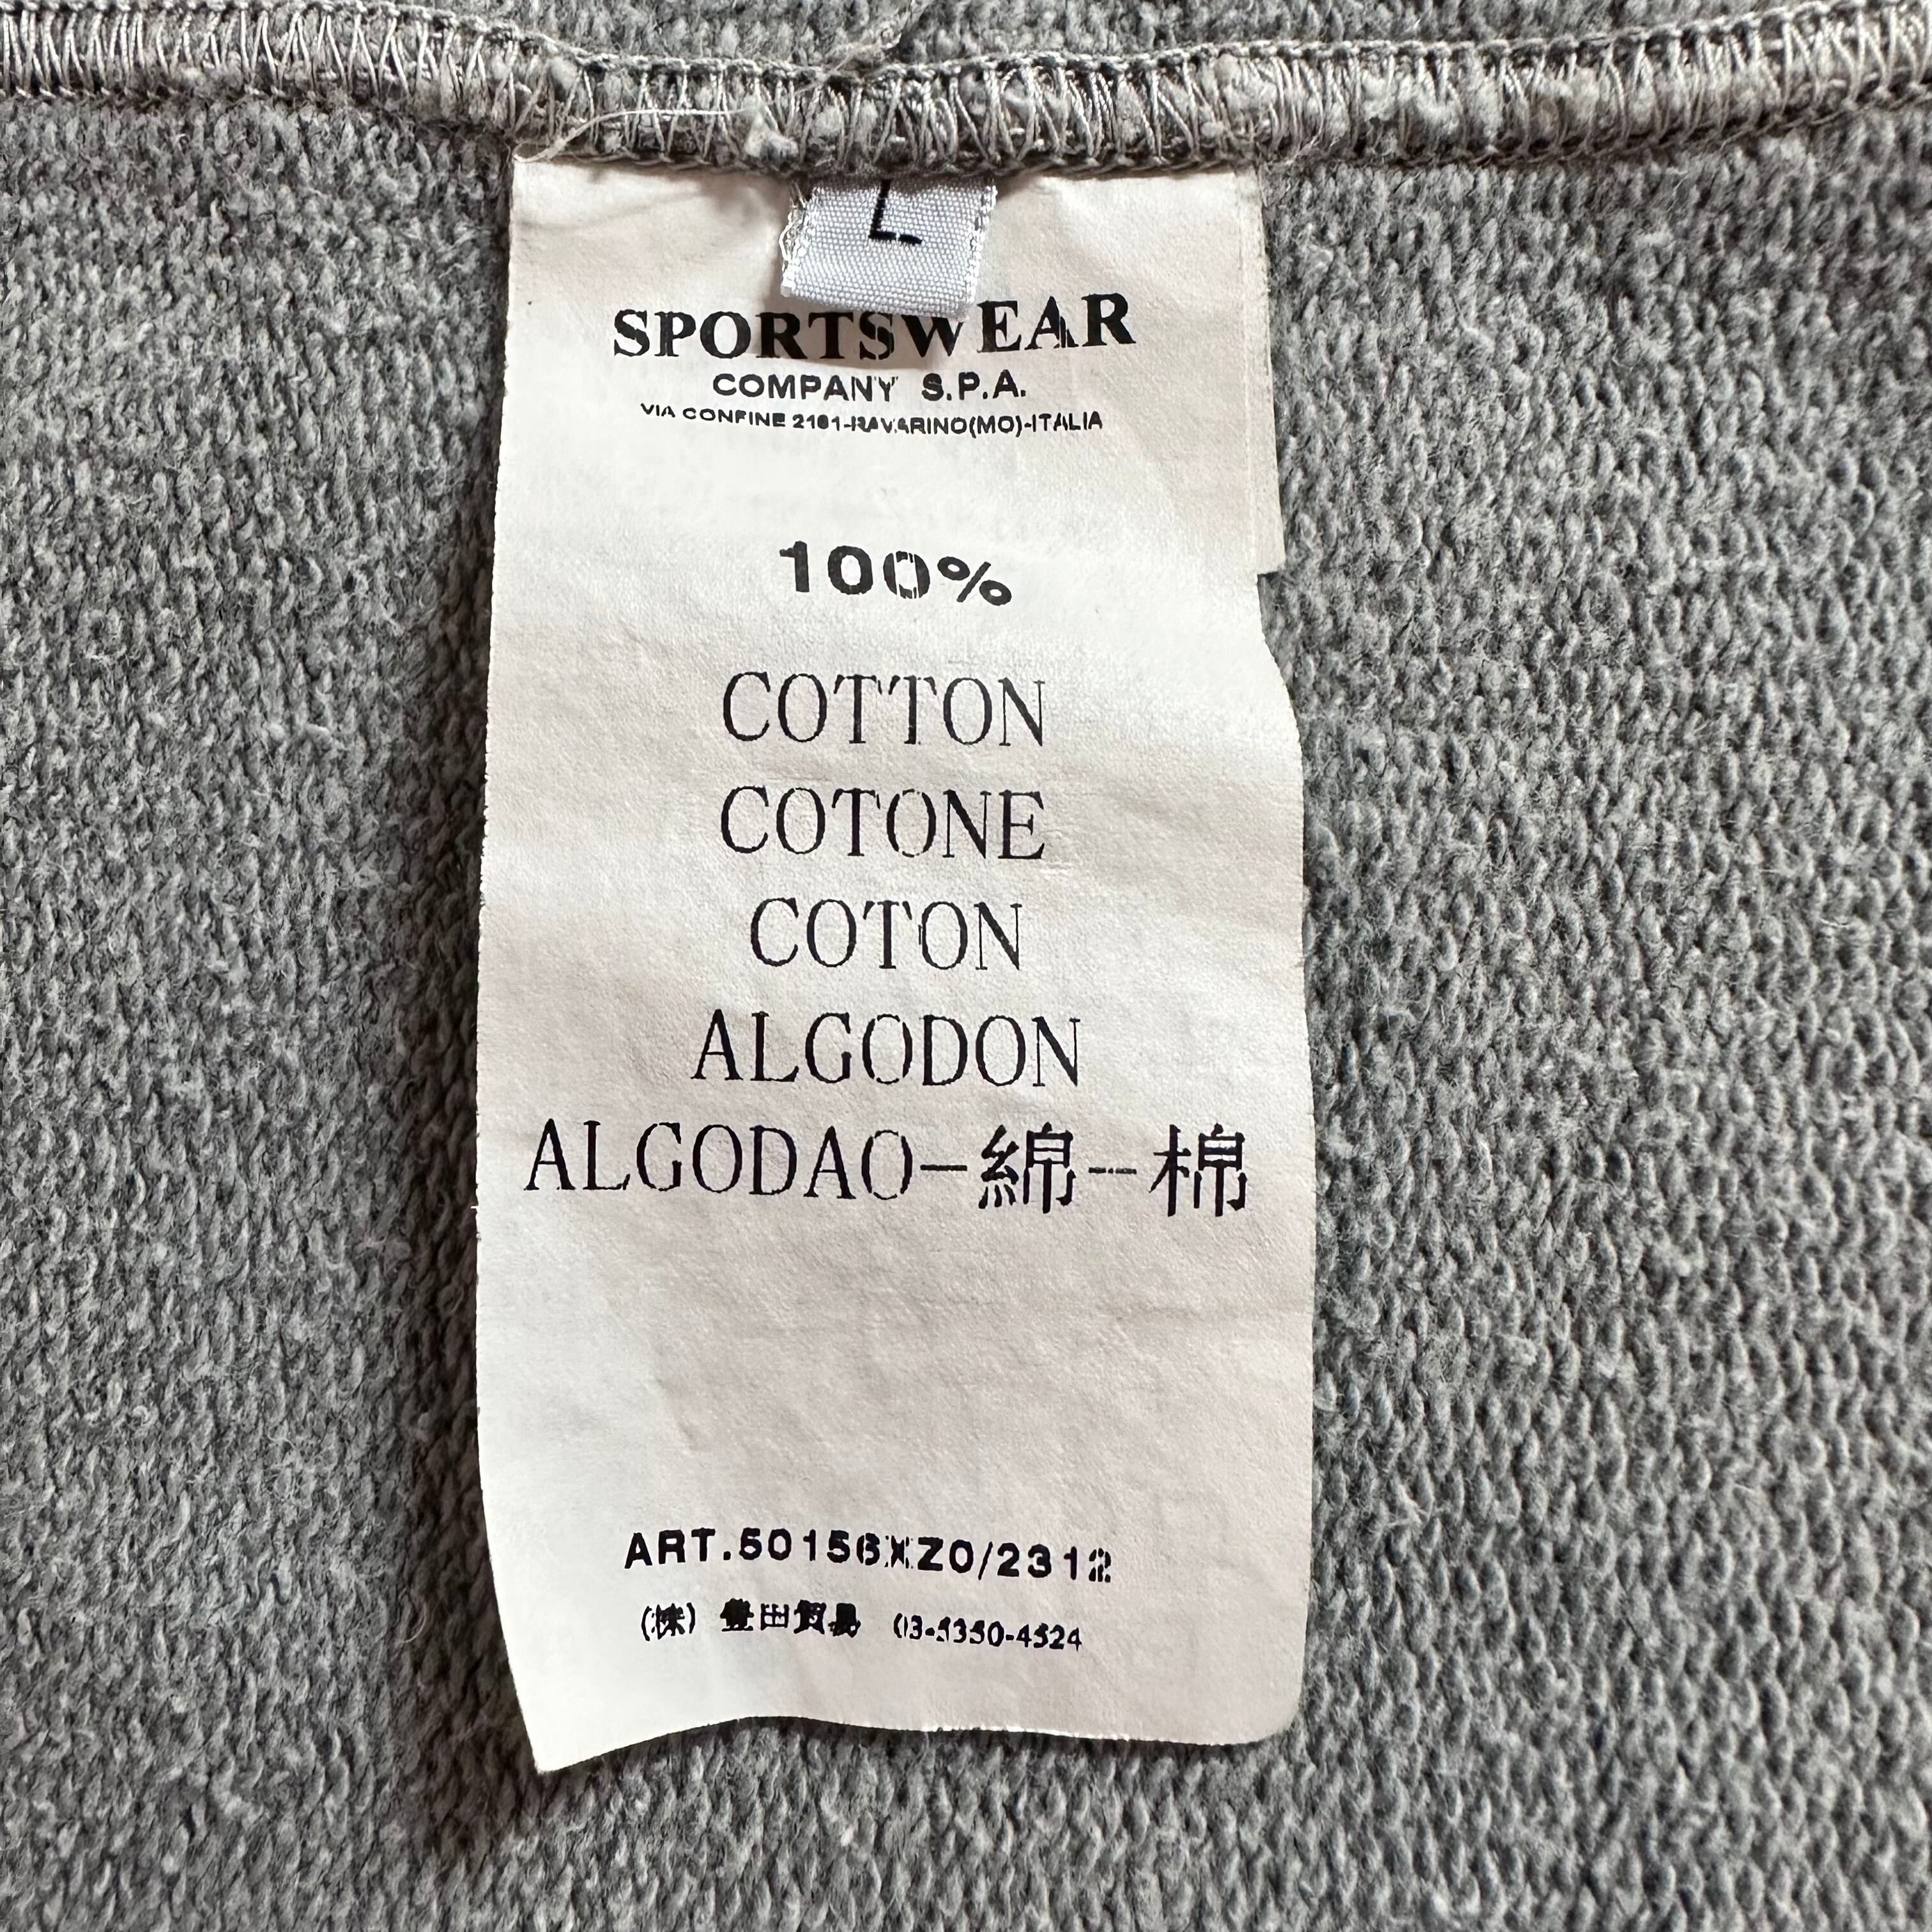 L
SPORTSWEAR
COMPANY S.P.A.
VIA CONFINE 2161-RAVARINO(MO)-ITALIA
100%
COTTON
COTONE
COTON
ALGODON
ALGODAO-綿-棉
ART.50156XZ0/2312
(株) 豊田貿易 03-5350-4524